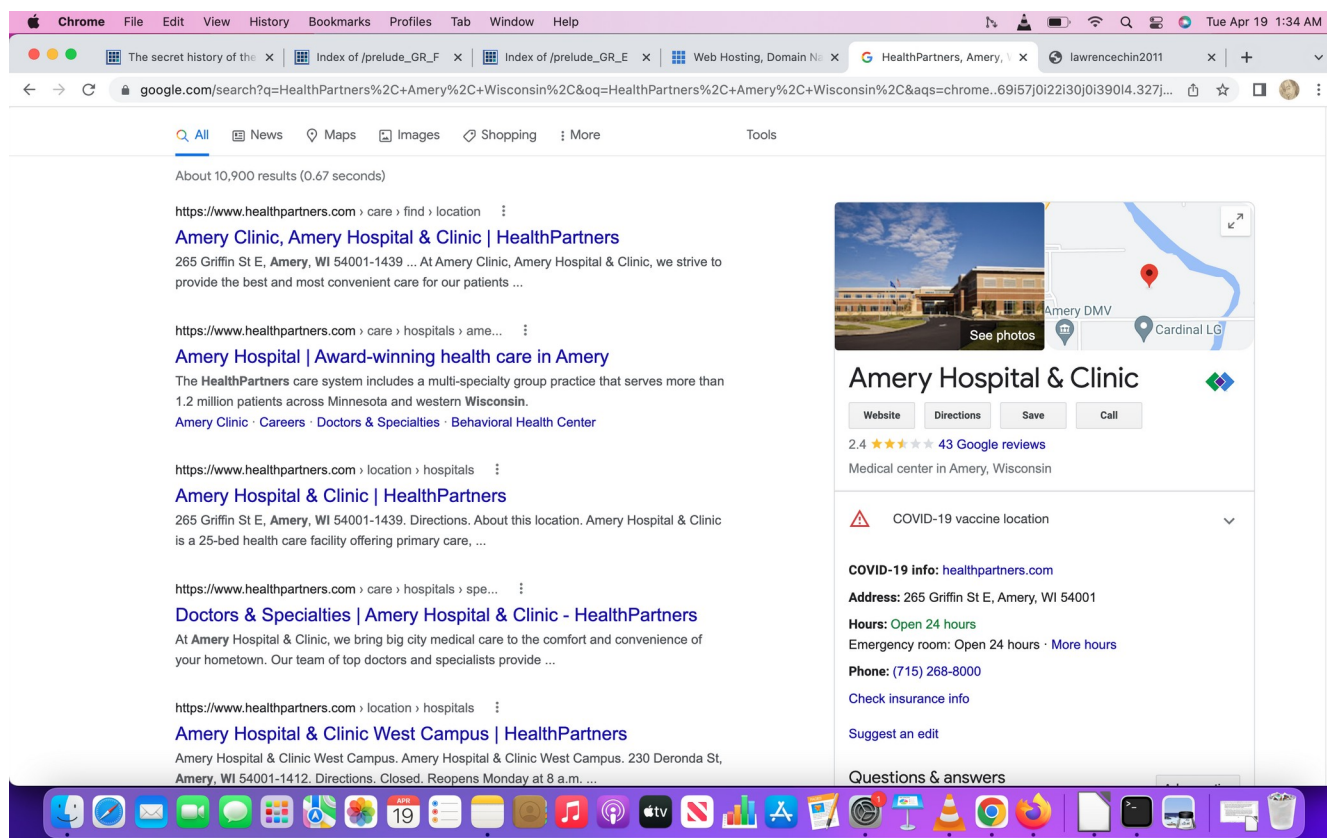 Chrome File Edit View History Bookmarks Profiles Tab Window Help Tue Apr 19 1:34 AM
The secret history of the Index of /prelude_GR_F Index of /prelude_GR_E Web Hosting, Domain Na HealthPartners, Amery, lawrencechin2011
google.com/search?q=HealthPartners%2C+Amery%2C+Wisconsin%2C&oq=HealthPartners%2C+Amery%2C+Wisconsin%2C&aqs=chrome..69i57j0i22i30j0i390l4.327j...
All News Maps Images Shopping More Tools
About 10,900 results (0.67 seconds)
https://www.healthpartners.com › care › find › location
Amery Clinic, Amery Hospital & Clinic | HealthPartners
265 Griffin St E, Amery, WI 54001-1439 ... At Amery Clinic, Amery Hospital & Clinic, we strive to
provide the best and most convenient care for our patients ...
https://www.healthpartners.com › care › hospitals › ame...
Amery Hospital | Award-winning health care in Amery
The HealthPartners care system includes a multi-specialty group practice that serves more than
1.2 million patients across Minnesota and western Wisconsin.
Amery Clinic · Careers · Doctors & Specialties · Behavioral Health Center
https://www.healthpartners.com › location › hospitals
Amery Hospital & Clinic | HealthPartners
265 Griffin St E, Amery, WI 54001-1439. Directions. About this location. Amery Hospital & Clinic
is a 25-bed health care facility offering primary care, ...
https://www.healthpartners.com › care › hospitals › spe...
Doctors & Specialties | Amery Hospital & Clinic - HealthPartners
At Amery Hospital & Clinic, we bring big city medical care to the comfort and convenience of
your hometown. Our team of top doctors and specialists provide ...
https://www.healthpartners.com › location › hospitals
Amery Hospital & Clinic West Campus | HealthPartners
Amery Hospital & Clinic West Campus. Amery Hospital & Clinic West Campus. 230 Deronda St,
Amery, WI 54001-1412. Directions. Closed. Reopens Monday at 8 a.m. ...
See photos
Amery DMV
Cardinal LG
Amery Hospital & Clinic
Website Directions Save Call
2.4 43 Google reviews
Medical center in Amery, Wisconsin
COVID-19 vaccine location
COVID-19 info: healthpartners.com
Address: 265 Griffin St E, Amery, WI 54001
Hours: Open 24 hours
Emergency room: Open 24 hours · More hours
Phone: (715) 268-8000
Check insurance info
Suggest an edit
Questions & answers
APR
19
tv
1